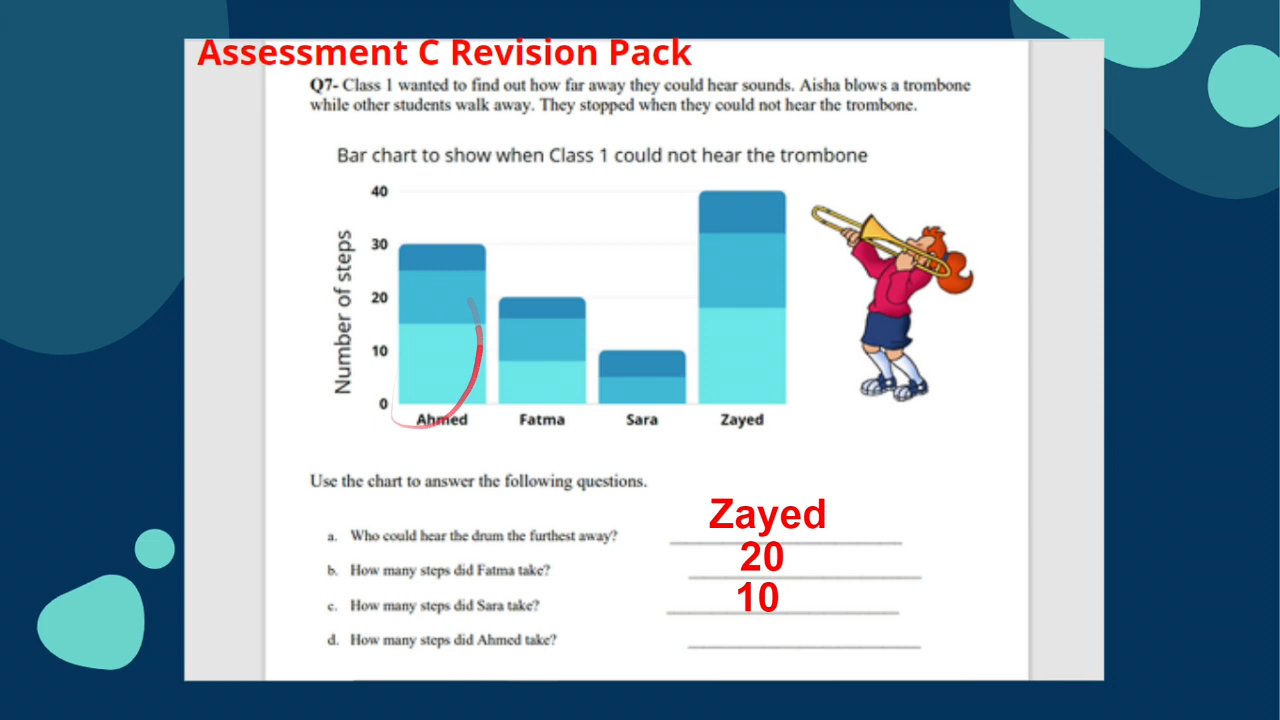 Assessment C Revision Pack
Q7- Class 1 wanted to find out how far away they could hear sounds. Aisha blows a trombone
while other students walk away. They stopped when they could not hear the trombone.
Bar chart to show when Class 1 could not hear the trombone
Number of steps
40
30
20
10
0
Ahmed Fatma Sara Zayed
Use the chart to answer the following questions.
a. Who could hear the drum the furthest away? Zayed
b. How many steps did Fatma take? 20
c. How many steps did Sara take? 10
d. How many steps did Ahmed take?